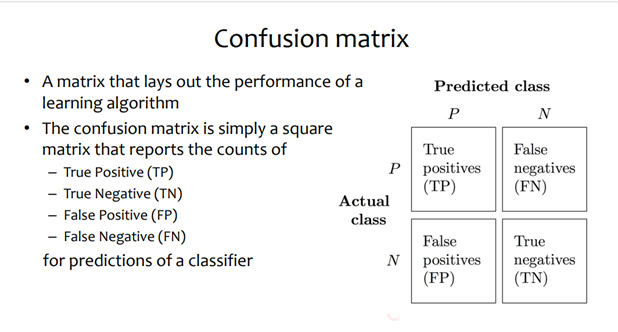 Confusion matrix
• A matrix that lays out the performance of a
learning algorithm
• The confusion matrix is simply a square
matrix that reports the counts of
– True Positive (TP)
– True Negative (TN)
– False Positive (FP)
– False Negative (FN)
for predictions of a classifier
Predicted class
P N
Actual
class
P
True
positives
(TP)
False
negatives
(FN)
N
False
positives
(FP)
True
negatives
(TN)